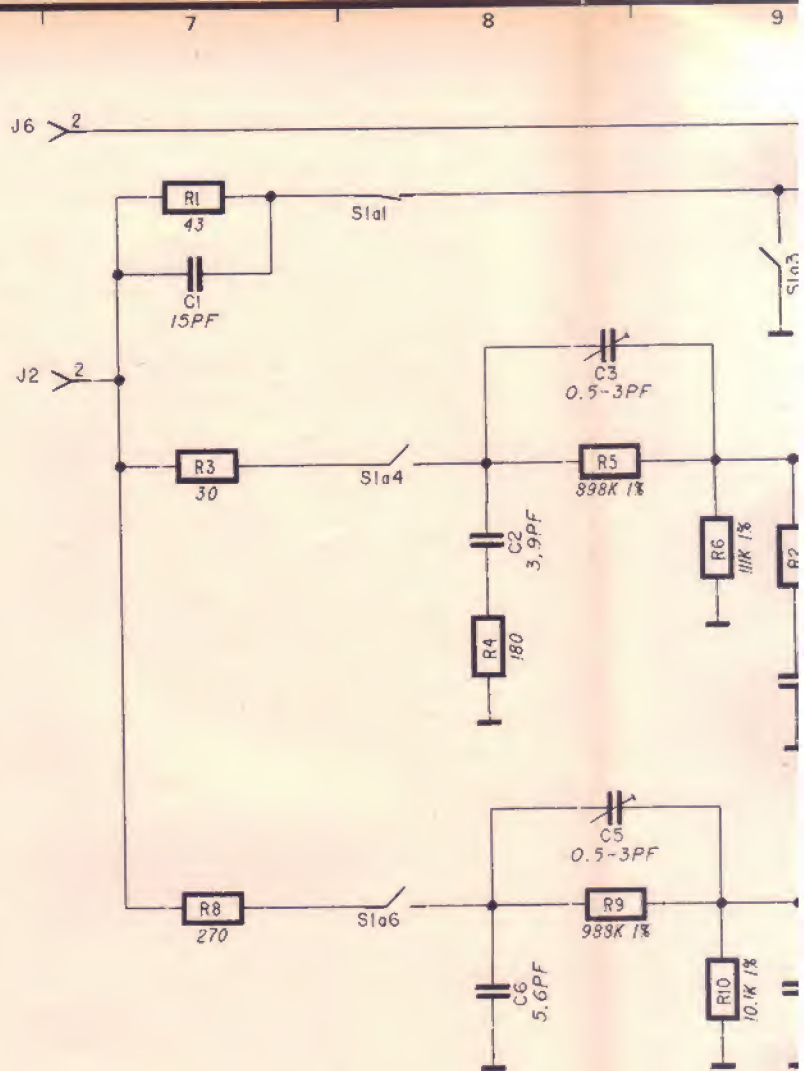 7 8 9
J6 2
R1
43
S1a1
C1
15PF
S1a3
J2 2
C3
0.5-3PF
R3
30
S1a4
R5
898K 1%
C2
3,9PF
R6
111K 1%
R4
180
C5
0.5-3PF
R8
270
S1a6
R9
988K 1%
C6
5.6PF
R10
10.1K 1%